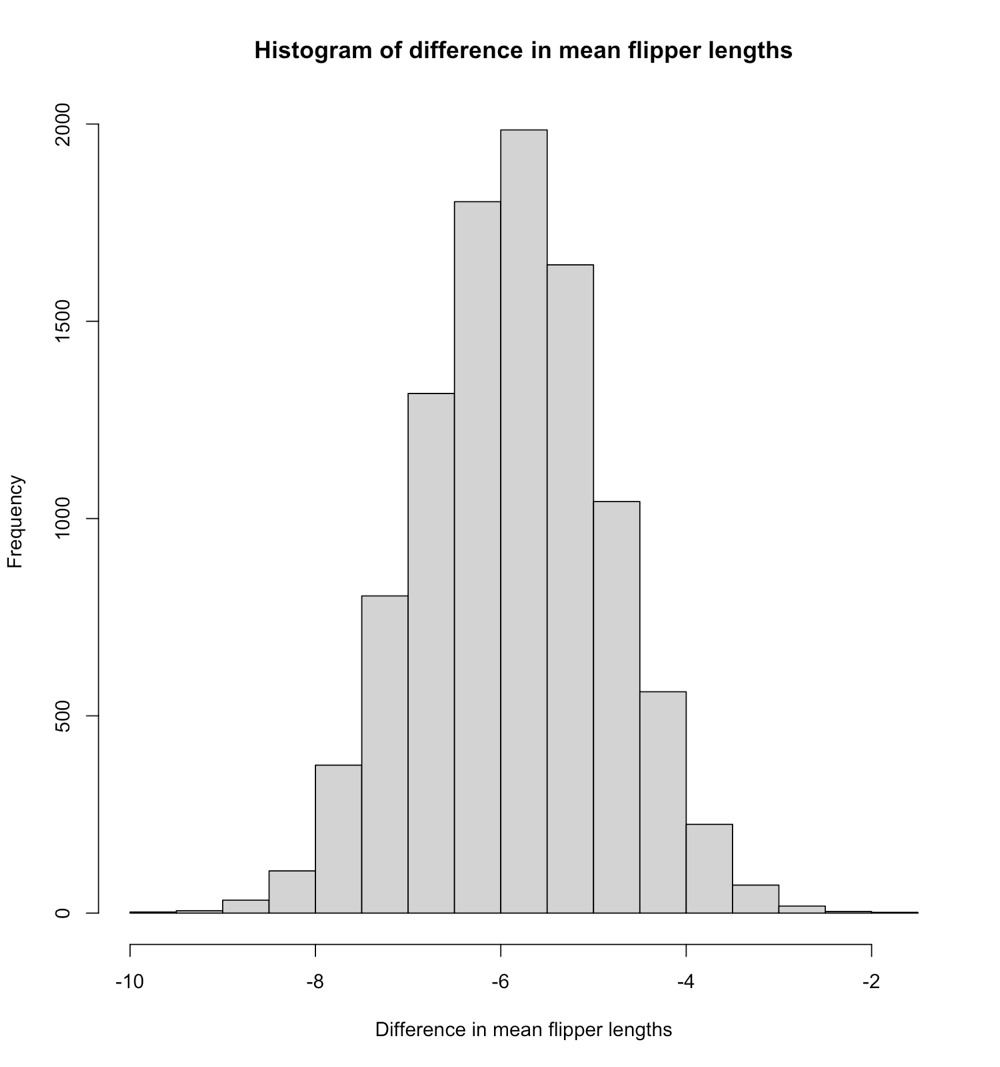 Histogram of difference in mean flipper lengths
Frequency
2000
1500
1000
500
0
-10 -8 -6 -4 -2
Difference in mean flipper lengths